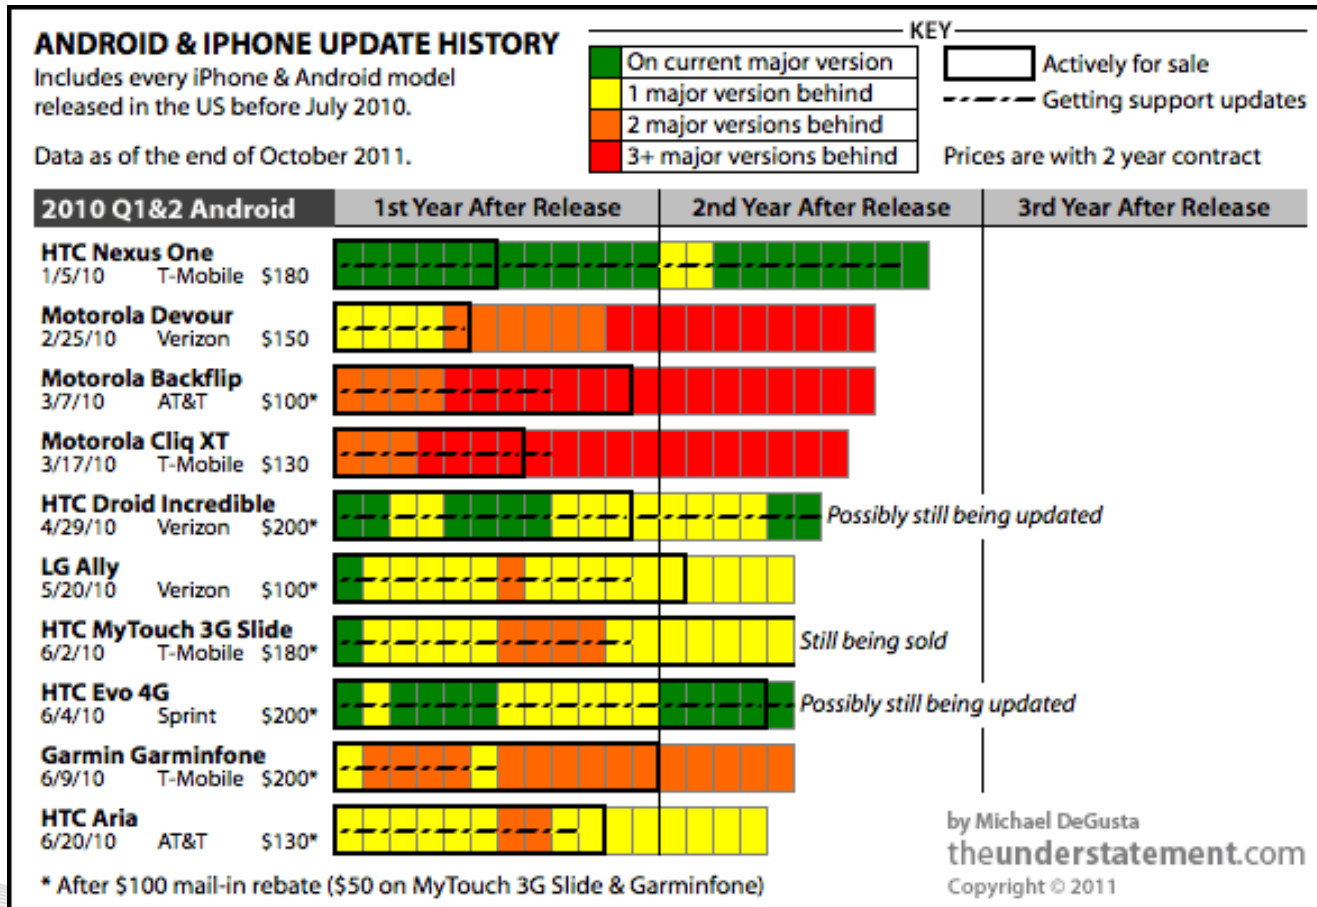 ANDROID & IPHONE UPDATE HISTORY
Includes every iPhone & Android model
released in the US before July 2010.
Data as of the end of October 2011.
KEY
On current major version
1 major version behind
2 major versions behind
3+ major versions behind
Actively for sale
Getting support updates
Prices are with 2 year contract
2010 Q1&2 Android 1st Year After Release 2nd Year After Release 3rd Year After Release
HTC Nexus One
1/5/10 T-Mobile $180
Motorola Devour
2/25/10 Verizon $150
Motorola Backflip
3/7/10 AT&T $100*
Motorola Cliq XT
3/17/10 T-Mobile $130
HTC Droid Incredible
4/29/10 Verizon $200*
Possibly still being updated
LG Ally
5/20/10 Verizon $100*
HTC MyTouch 3G Slide
6/2/10 T-Mobile $180*
Still being sold
HTC Evo 4G
6/4/10 Sprint $200*
Possibly still being updated
Garmin Garminfone
6/9/10 T-Mobile $200*
HTC Aria
6/20/10 AT&T $130*
* After $100 mail-in rebate ($50 on MyTouch 3G Slide & Garminfone)
by Michael DeGusta
theunderstatement.com
Copyright © 2011